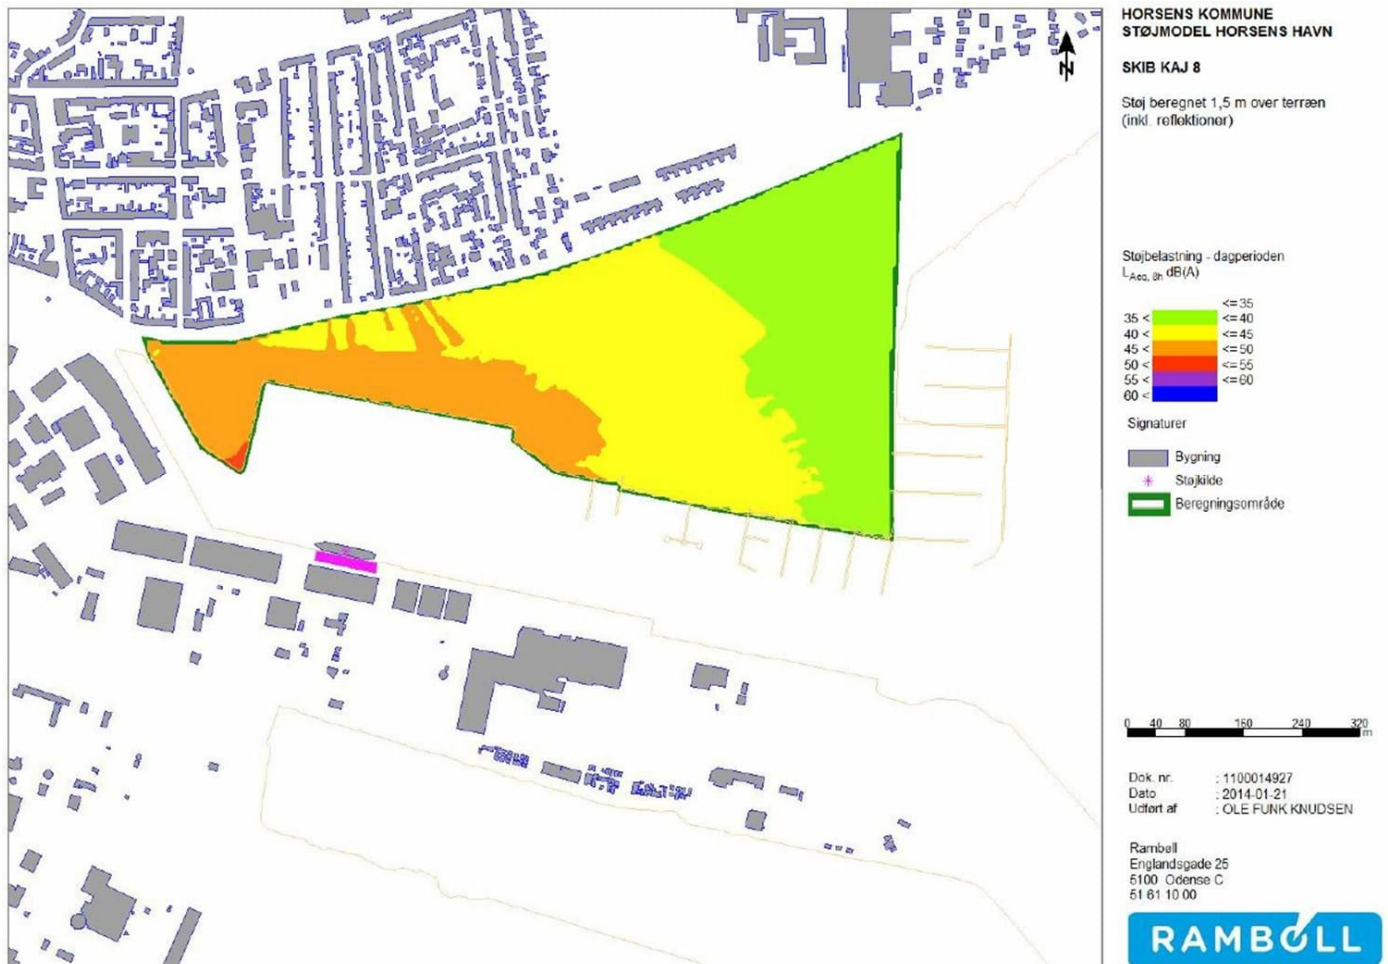 HORSENS KOMMUNE
STØJMODEL HORSENS HAVN
N
SKIB KAJ 8
Støj beregnet 1,5 m over terræn
(inkl. reflektioner)
Støjbelastning - dagperioden
LAeq, 8h dB(A)
<= 35
35 < <= 40
40 < <= 45
45 < <= 50
50 < <= 55
55 < <= 60
60 <
Signaturer
Bygning
Støjkilde
Beregningsområde
0 40 80 160 240 320
m
Dok. nr. : 1100014927
Dato : 2014-01-21
Udført af : OLE FUNK KNUDSEN
Rambøll
Englandsgade 25
5100 Odense C
51 61 10 00
RAMBOLL